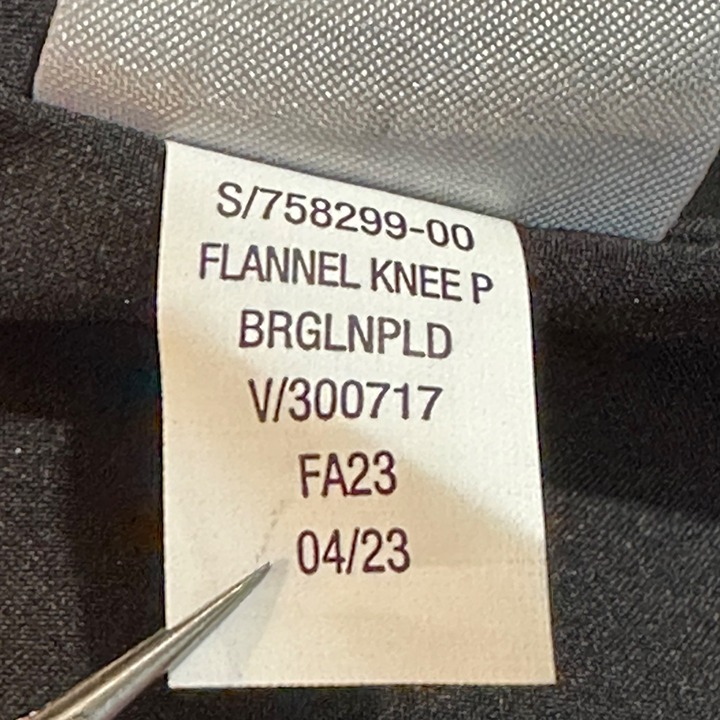 S/758299-00
FLANNEL KNEE P
BRGLNPLD
V/300717
FA23
04/23